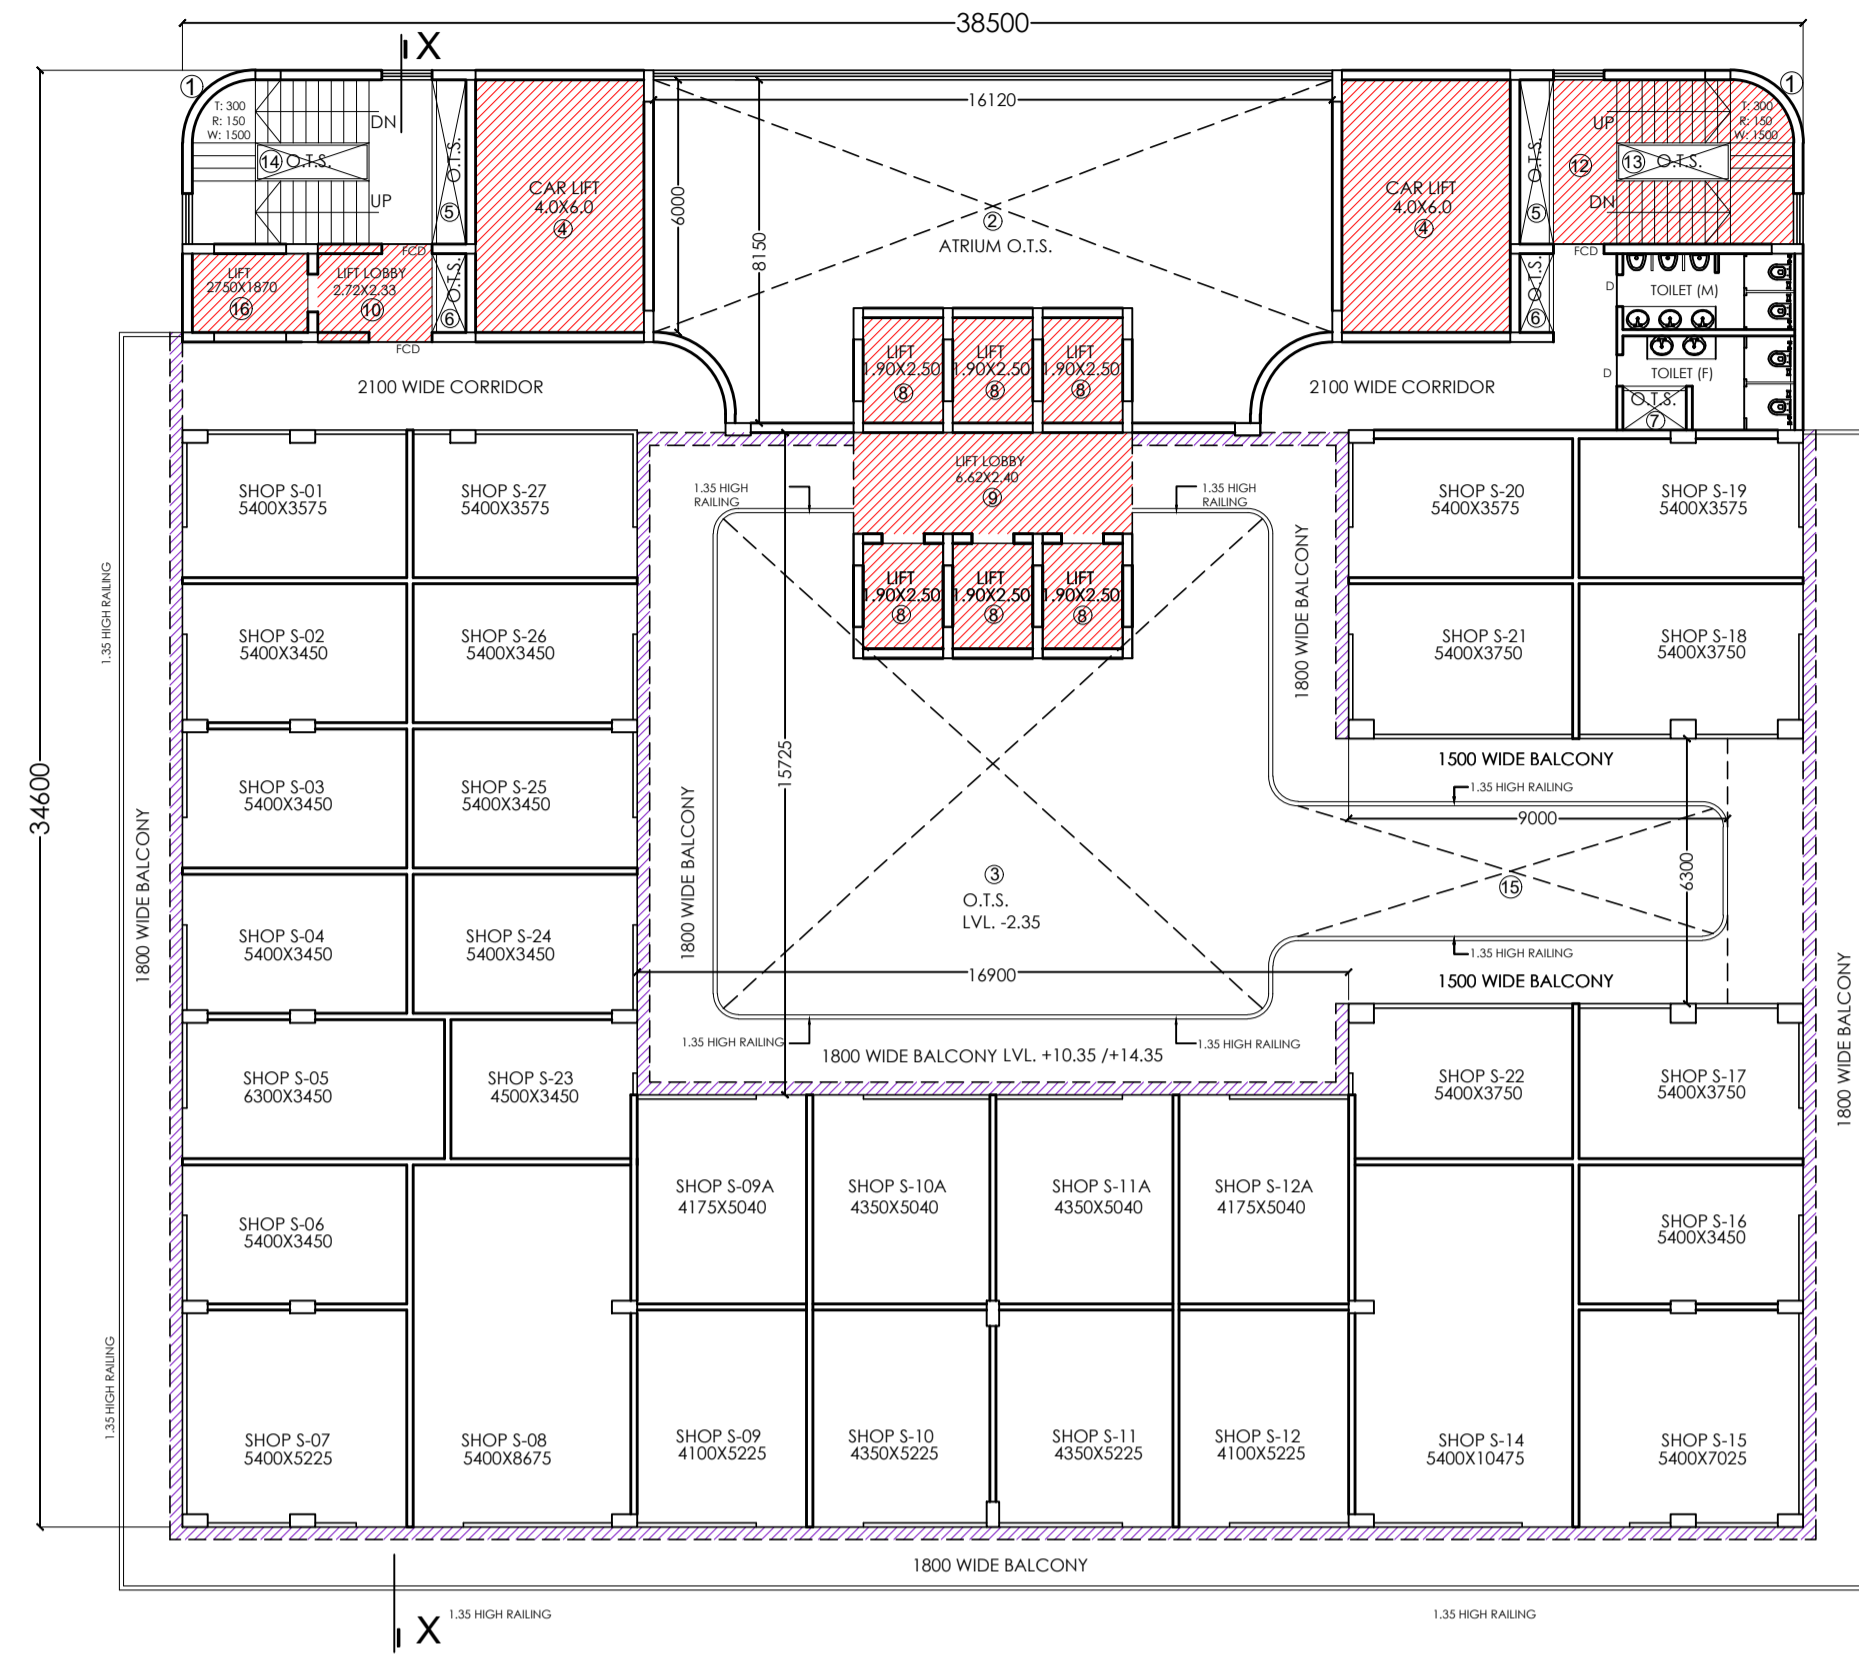 38500
X
1
T: 300
R: 150
W: 1500
DN
14 O.T.S.
UP
O.T.S.
5
CAR LIFT
4.0X6.0
4
16120
6000
8150
2
ATRIUM O.T.S.
CAR LIFT
4.0X6.0
4
O.T.S.
5
UP
12
13 O.T.S.
DN
1
T: 300
R: 150
W: 1500
FCD
LIFT
2750X1870
16
LIFT LOBBY
2.72X2.33
10
O.T.S.
6
FCD
O.T.S.
6
FCD
D
TOILET (M)
D
TOILET (F)
O.T.S.
7
2100 WIDE CORRIDOR
LIFT
1.90X2.50
8
LIFT
1.90X2.50
8
LIFT
1.90X2.50
8
2100 WIDE CORRIDOR
LIFT LOBBY
6.62X2.40
9
1.35 HIGH
RAILING
1.35 HIGH
RAILING
LIFT
1.90X2.50
8
LIFT
1.90X2.50
8
LIFT
1.90X2.50
8
SHOP S-01
5400X3575
SHOP S-27
5400X3575
SHOP S-20
5400X3575
SHOP S-19
5400X3575
1.35 HIGH RAILING
1800 WIDE BALCONY
SHOP S-02
5400X3450
SHOP S-26
5400X3450
SHOP S-21
5400X3750
SHOP S-18
5400X3750
34600
15725
1500 WIDE BALCONY
1.35 HIGH RAILING
9000
6300
15
SHOP S-03
5400X3450
SHOP S-25
5400X3450
1800 WIDE BALCONY
1800 WIDE BALCONY
3
O.T.S.
LVL. -2.35
SHOP S-04
5400X3450
SHOP S-24
5400X3450
16900
1.35 HIGH RAILING
1500 WIDE BALCONY
1800 WIDE BALCONY
1.35 HIGH RAILING
1.35 HIGH RAILING
1800 WIDE BALCONY LVL. +10.35 /+14.35
SHOP S-05
6300X3450
SHOP S-23
4500X3450
SHOP S-22
5400X3750
SHOP S-17
5400X3750
SHOP S-09A
4175X5040
SHOP S-10A
4350X5040
SHOP S-11A
4350X5040
SHOP S-12A
4175X5040
SHOP S-06
5400X3450
SHOP S-16
5400X3450
1.35 HIGH RAILING
SHOP S-07
5400X5225
SHOP S-08
5400X8675
SHOP S-09
4100X5225
SHOP S-10
4350X5225
SHOP S-11
4350X5225
SHOP S-12
4100X5225
SHOP S-14
5400X10475
SHOP S-15
5400X7025
1800 WIDE BALCONY
X
1.35 HIGH RAILING
1.35 HIGH RAILING